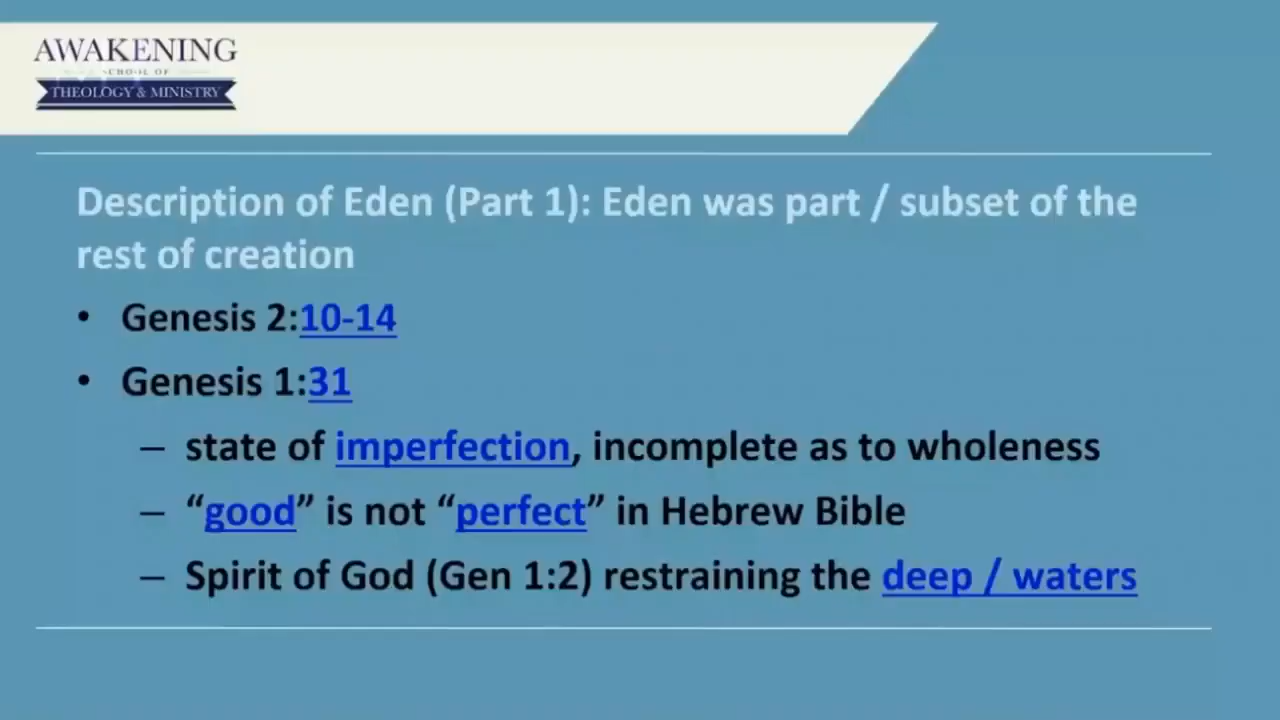 AWAKENING
SCHOOL OF
THEOLOGY & MINISTRY
Description of Eden (Part 1): Eden was part / subset of the
rest of creation
• Genesis 2:10-14
• Genesis 1:31
– state of imperfection, incomplete as to wholeness
– “good” is not “perfect” in Hebrew Bible
– Spirit of God (Gen 1:2) restraining the deep / waters